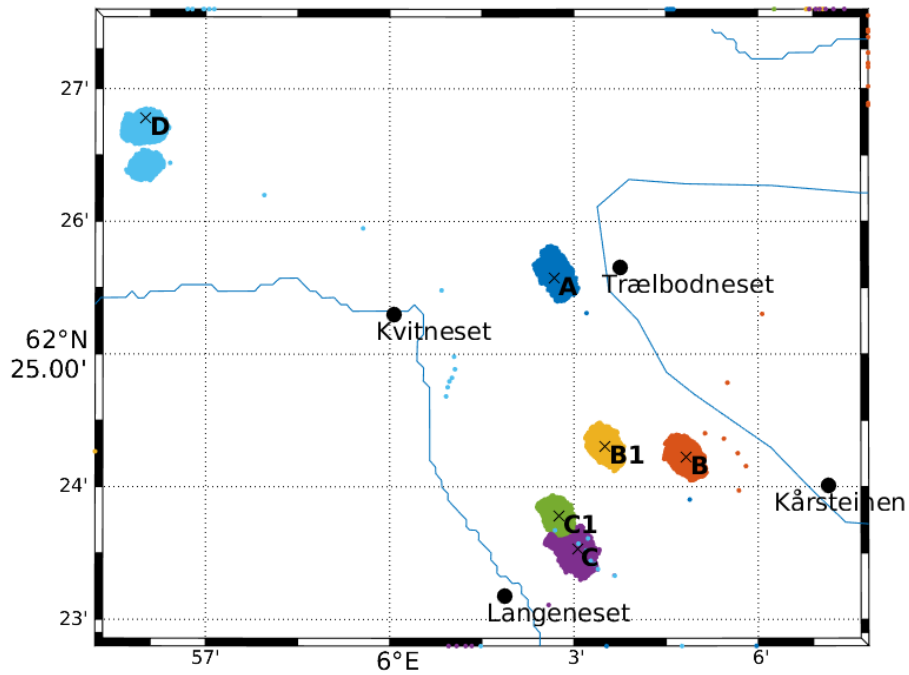 27'
D
26'
A
Trælbodneset
Kvitneset
62°N
25.00'
B1
B
24'
Kårsteinen
C1
C
Langeneset
23'
57'
6°E
3'
6'